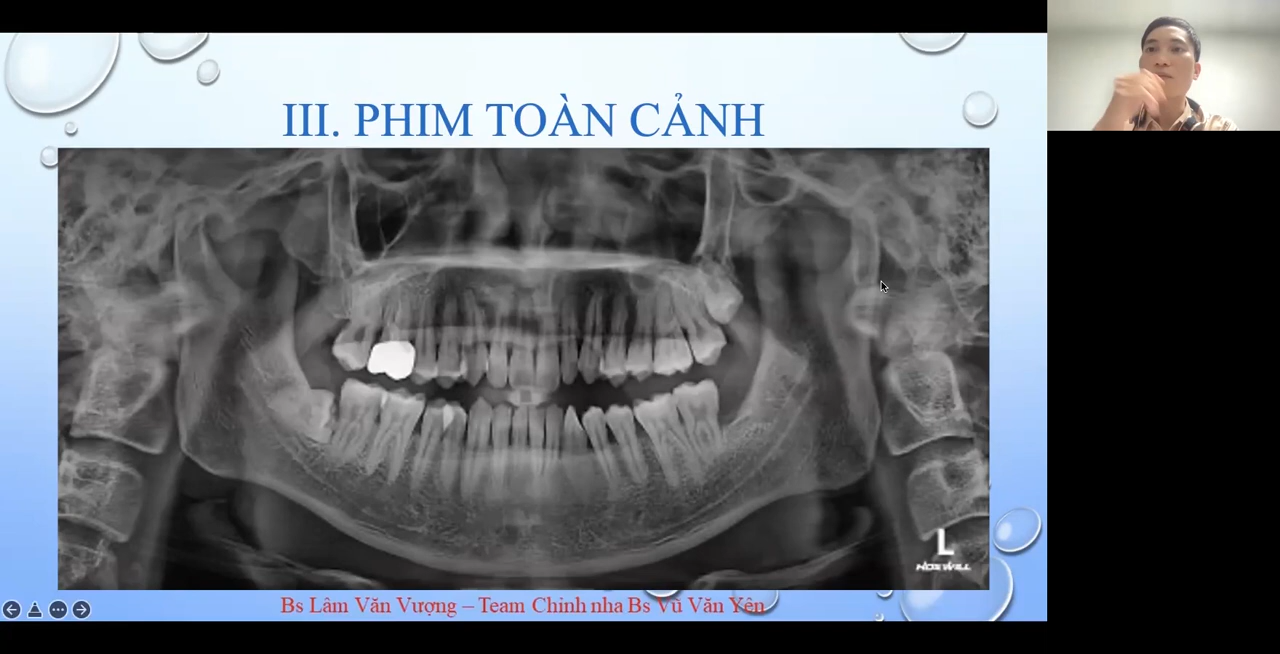 III. PHIM TOÀN CẢNH
L
Bs Lâm Văn Vượng – Team Chỉnh nha Bs Vũ Văn Yên